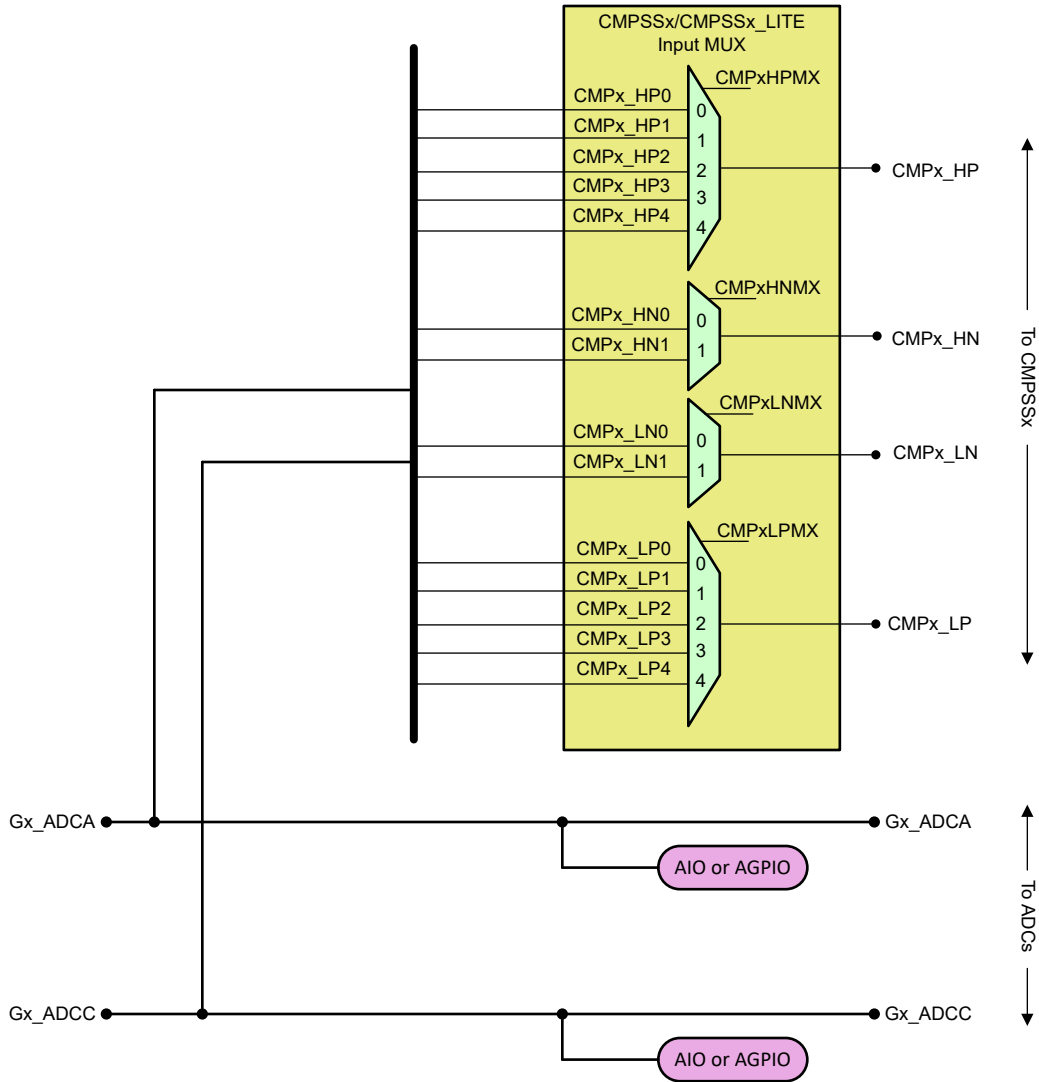 CMPSSx/CMPSSx_LITE
Input MUX
CMPxHPMX
CMPx_HP0
0
CMPx_HP1
1
CMPx_HP2
2
CMPx_HP
CMPx_HP3
3
CMPx_HP4
4
CMPxHNMX
CMPx_HN0
0
CMPx_HN
CMPx_HN1
1
To CMPSSx
CMPxLNMX
CMPx_LN0
0
CMPx_LN
CMPx_LN1
1
CMPxLPMX
CMPx_LP0
0
CMPx_LP1
1
CMPx_LP2
2
CMPx_LP
CMPx_LP3
3
CMPx_LP4
4
Gx_ADCA
Gx_ADCA
AIO or AGPIO
To ADCs
Gx_ADCC
Gx_ADCC
AIO or AGPIO